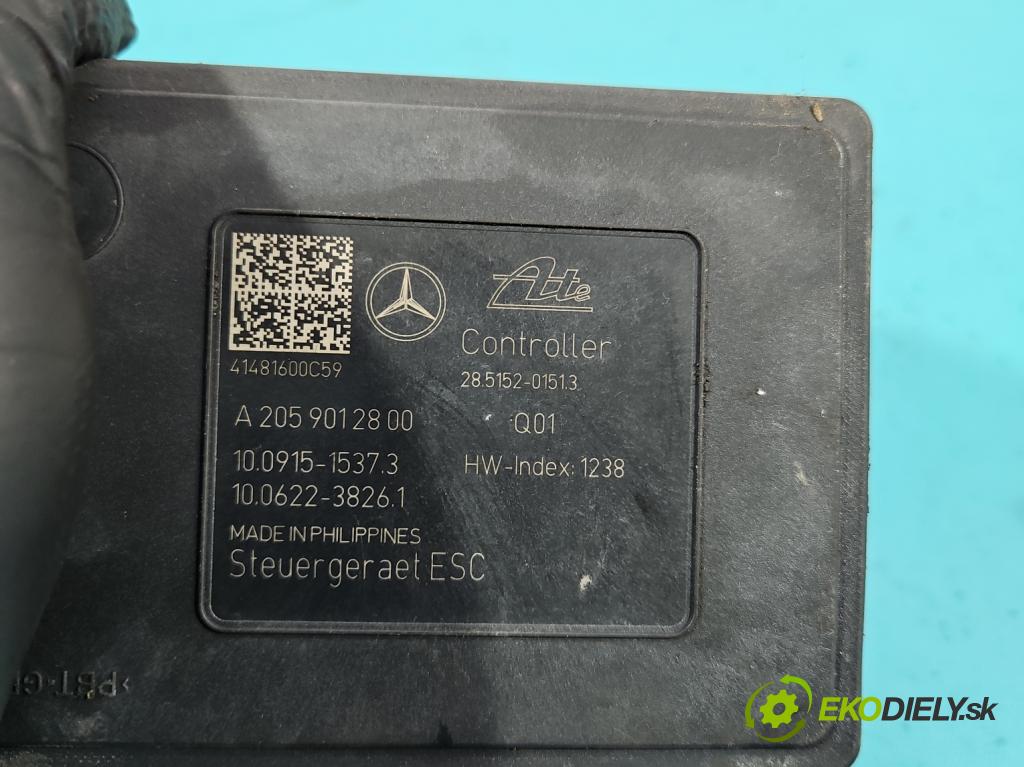 Ate
Controller
41481600C59
28.5152-0151.3
A 205 901 28 00
Q01
10.0915-1537.3
HW-Index: 1238
10.0622-3826.1
MADE IN PHILIPPINES
Steuergeraet ESC
EKODIELY.sk